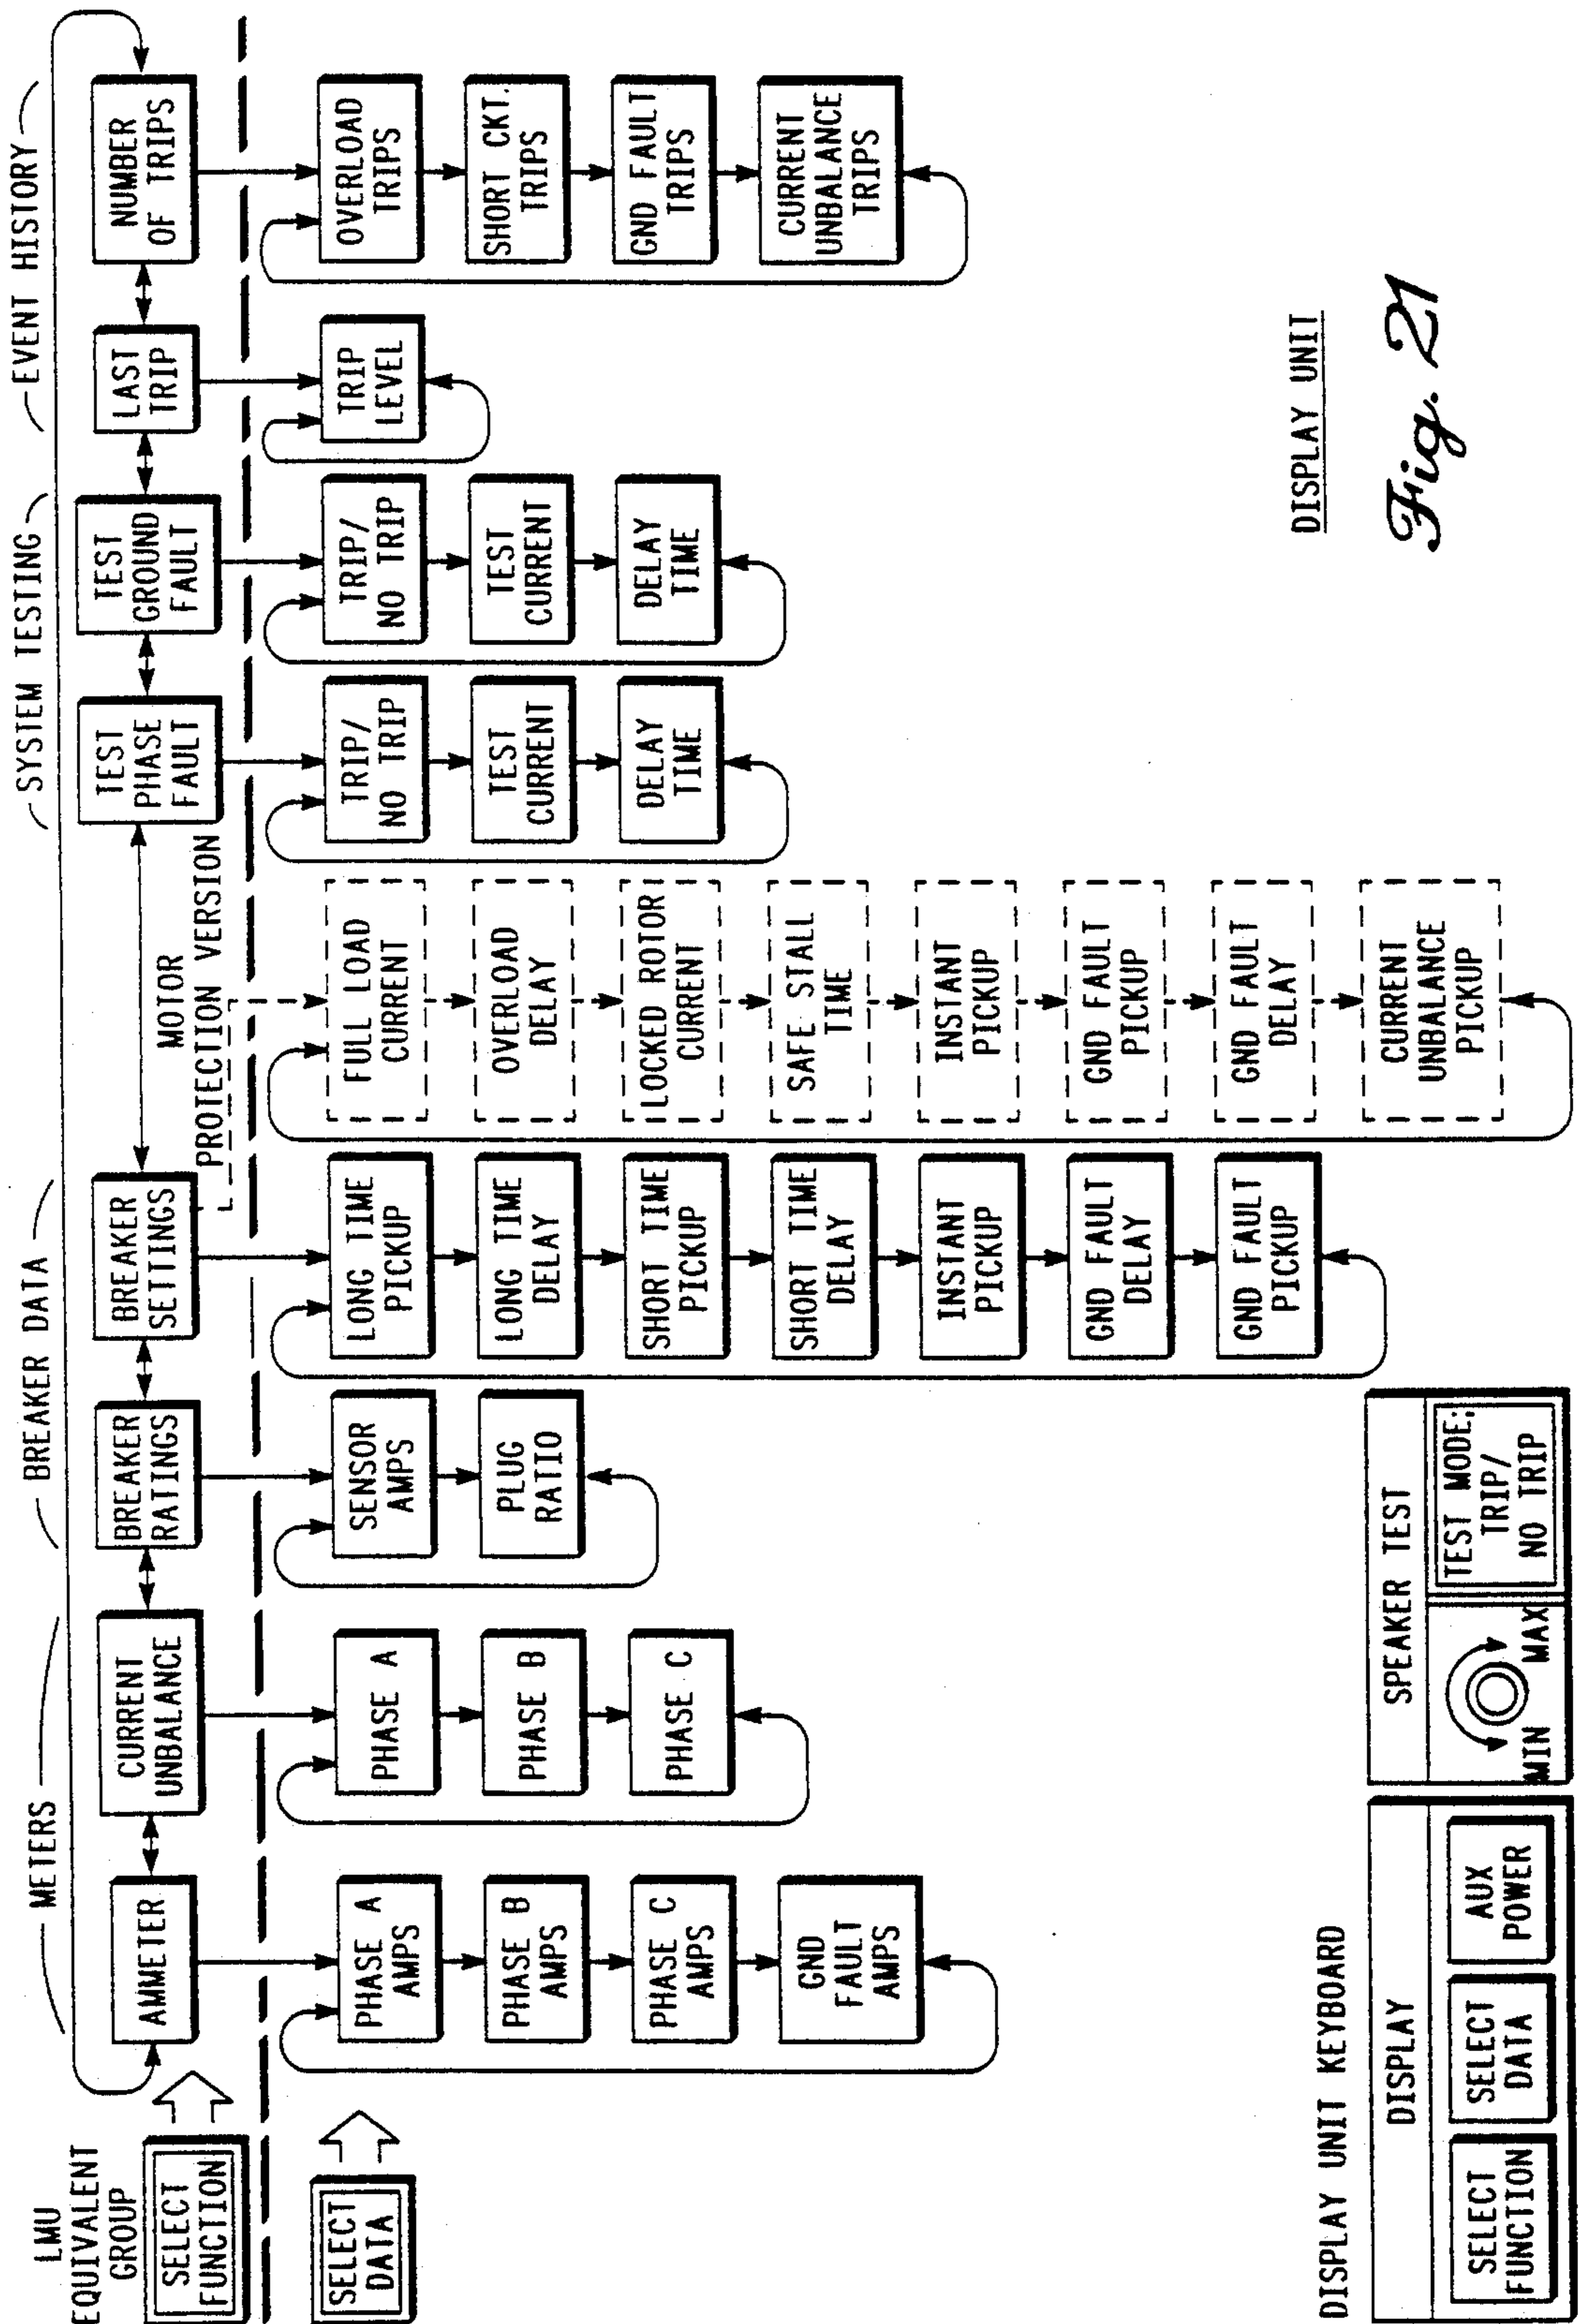 LMU
EQUIVALENT
GROUP
METERS
BREAKER DATA
SYSTEM TESTING
EVENT HISTORY
SELECT
FUNCTION
AMMETER
CURRENT
UNBALANCE
BREAKER
RATINGS
BREAKER
SETTINGS
MOTOR
PROTECTION VERSION
TEST
PHASE
FAULT
TEST
GROUND
FAULT
LAST
TRIP
NUMBER
OF TRIPS
SELECT
DATA
PHASE A
AMPS
PHASE B
AMPS
PHASE C
AMPS
GND
FAULT
AMPS
PHASE A
PHASE B
PHASE C
SENSOR
AMPS
PLUG
RATIO
LONG TIME
PICKUP
LONG TIME
DELAY
SHORT TIME
PICKUP
SHORT TIME
DELAY
INSTANT
PICKUP
GND FAULT
DELAY
GND FAULT
PICKUP
FULL LOAD
CURRENT
OVERLOAD
DELAY
LOCKED ROTOR
CURRENT
SAFE STALL
TIME
INSTANT
PICKUP
GND FAULT
PICKUP
GND FAULT
DELAY
CURRENT
UNBALANCE
PICKUP
TRIP/
NO TRIP
TEST
CURRENT
DELAY
TIME
TRIP/
NO TRIP
TEST
CURRENT
DELAY
TIME
TRIP
LEVEL
OVERLOAD
TRIPS
SHORT CKT.
TRIPS
GND FAULT
TRIPS
CURRENT
UNBALANCE
TRIPS
DISPLAY UNIT KEYBOARD
DISPLAY
SELECT
FUNCTION
SELECT
DATA
AUX
POWER
SPEAKER TEST
MIN MAX
TEST MODE:
TRIP/
NO TRIP
DISPLAY UNIT
Fig. 21